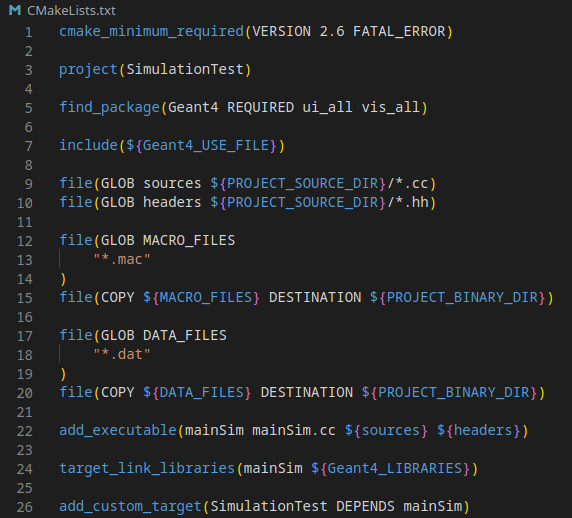 CMakeLists.txt
1 cmake_minimum_required(VERSION 2.6 FATAL_ERROR)
2
3 project(SimulationTest)
4
5 find_package(Geant4 REQUIRED ui_all vis_all)
6
7 include(${Geant4_USE_FILE})
8
9 file(GLOB sources ${PROJECT_SOURCE_DIR}/*.cc)
10 file(GLOB headers ${PROJECT_SOURCE_DIR}/*.hh)
11
12 file(GLOB MACRO_FILES
13     "*.mac"
14 )
15 file(COPY ${MACRO_FILES} DESTINATION ${PROJECT_BINARY_DIR})
16
17 file(GLOB DATA_FILES
18     "*.dat"
19 )
20 file(COPY ${DATA_FILES} DESTINATION ${PROJECT_BINARY_DIR})
21
22 add_executable(mainSim mainSim.cc ${sources} ${headers})
23
24 target_link_libraries(mainSim ${Geant4_LIBRARIES})
25
26 add_custom_target(SimulationTest DEPENDS mainSim)